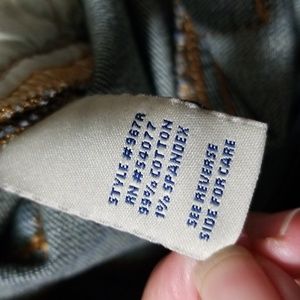 STYLE #967R
RN #54077
99% COTTON
1% SPANDEX
SEE REVERSE
SIDE FOR CARE